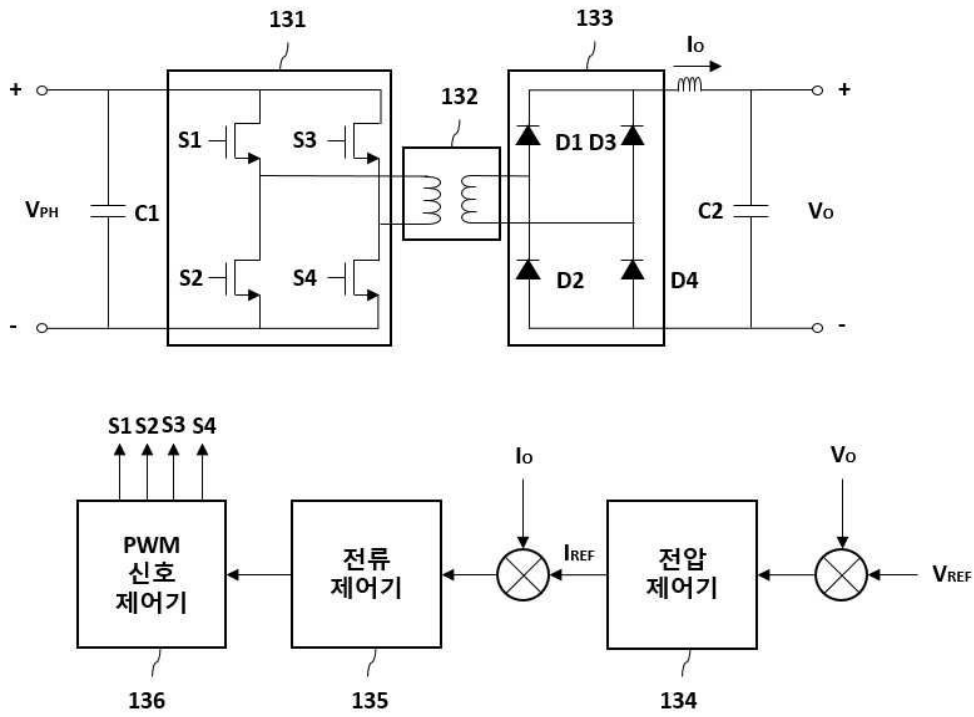 131
133
Io
+
+
132
S1
S3
D1 D3
VPH
C1
C2
Vo
S2
S4
D2
D4
-
-
S1 S2 S3 S4
Io
Vo
PWM
신호
제어기
전류
제어기
IREF
전압
제어기
VREF
136
135
134